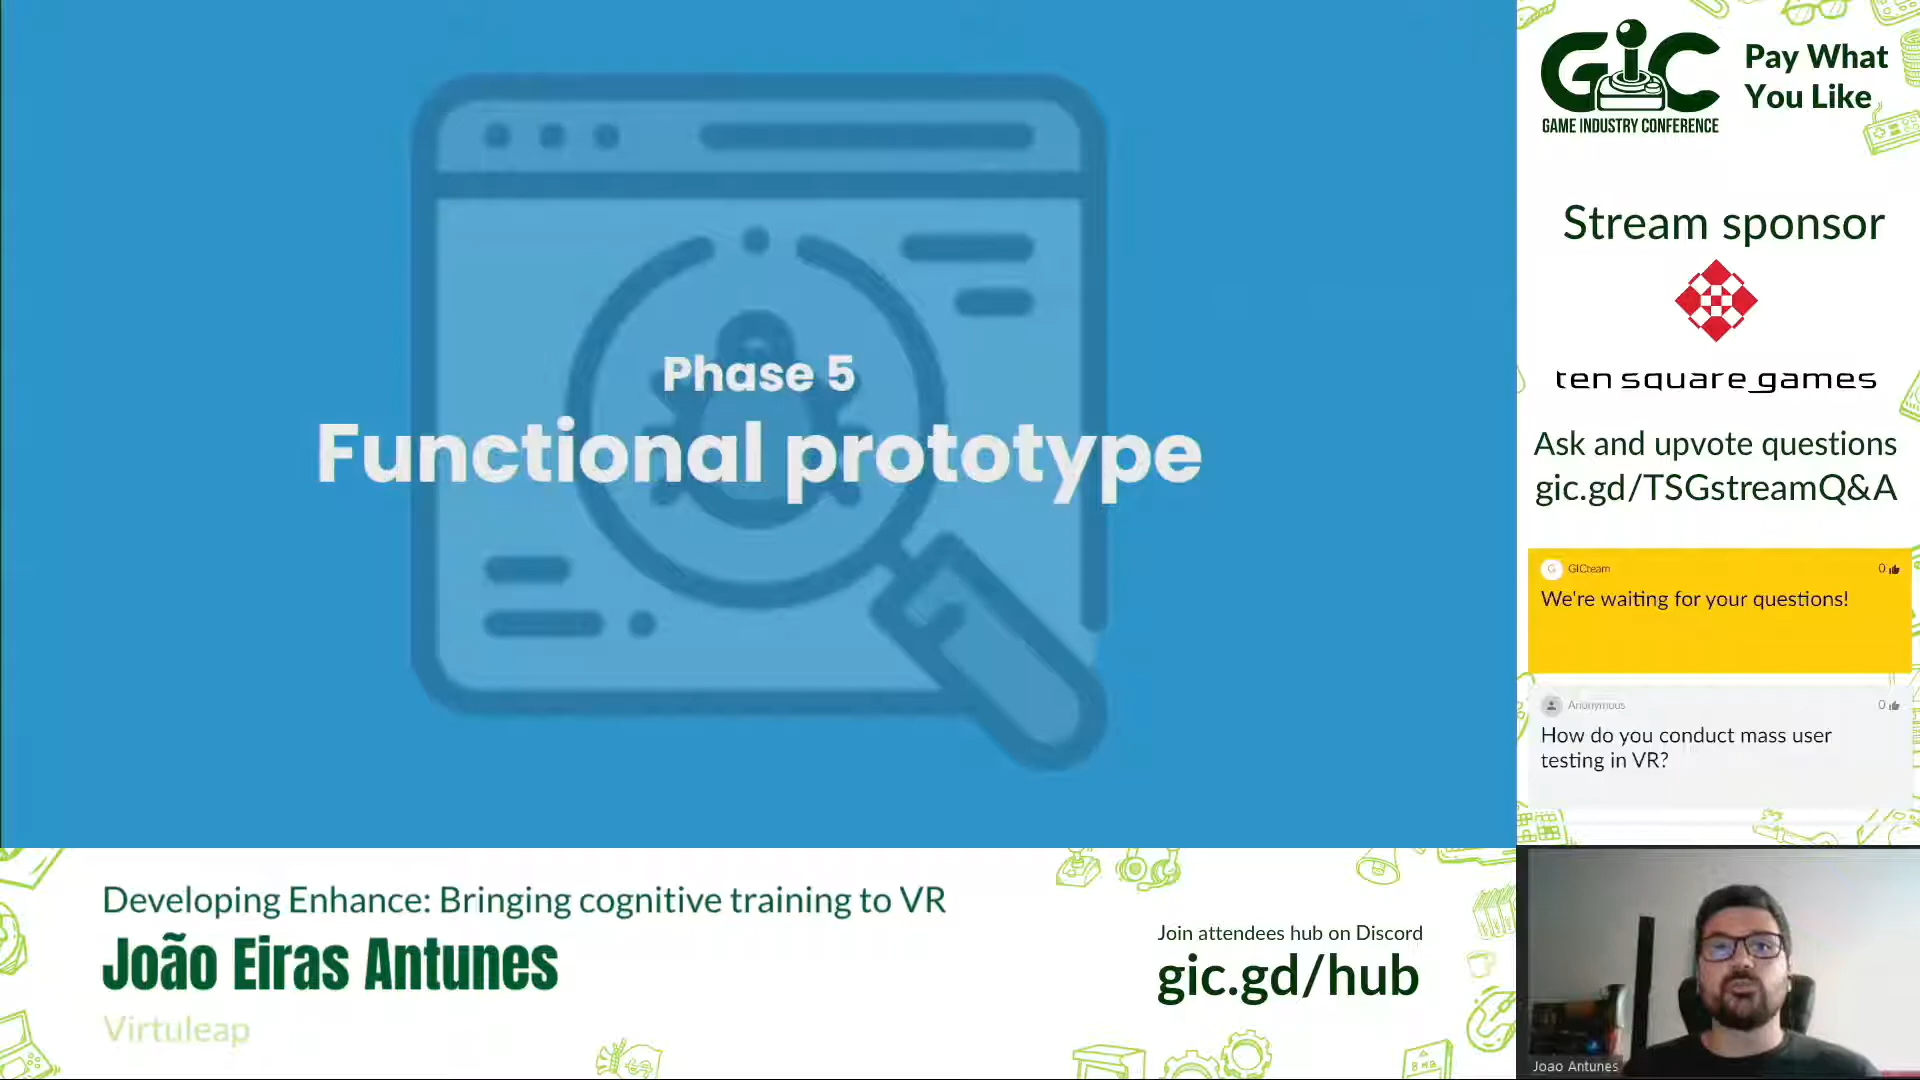 Phase 5
Functional prototype
GIC
GAME INDUSTRY CONFERENCE
Pay What
You Like
Stream sponsor
ten square games
Ask and upvote questions
gic.gd/TSGstreamQ&A
G GICteam 0
We're waiting for your questions!
Anonymous 0
How do you conduct mass user
testing in VR?
Developing Enhance: Bringing cognitive training to VR
João Eiras Antunes
Virtuleap
Join attendees hub on Discord
gic.gd/hub
Joao Antunes